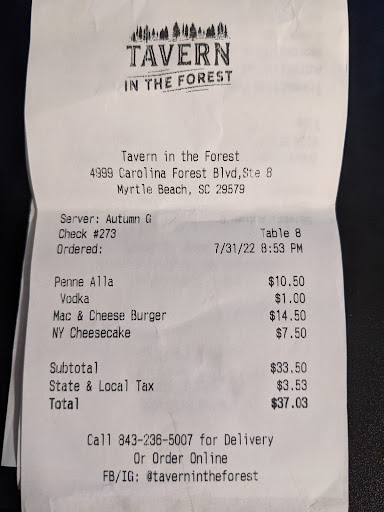 TAVERN
IN THE FOREST
Tavern in the Forest
4999 Carolina Forest Blvd,Ste 8
Myrtle Beach, SC 29579
Server: Autumn G
Check #273 Table 8
Ordered: 7/31/22 8:53 PM
Penne Alla $10.50
Vodka $1.00
Mac & Cheese Burger $14.50
NY Cheesecake $7.50
Subtotal $33.50
State & Local Tax $3.53
Total $37.03
Call 843-236-5007 for Delivery
Or Order Online
FB/IG: @tavernintheforest